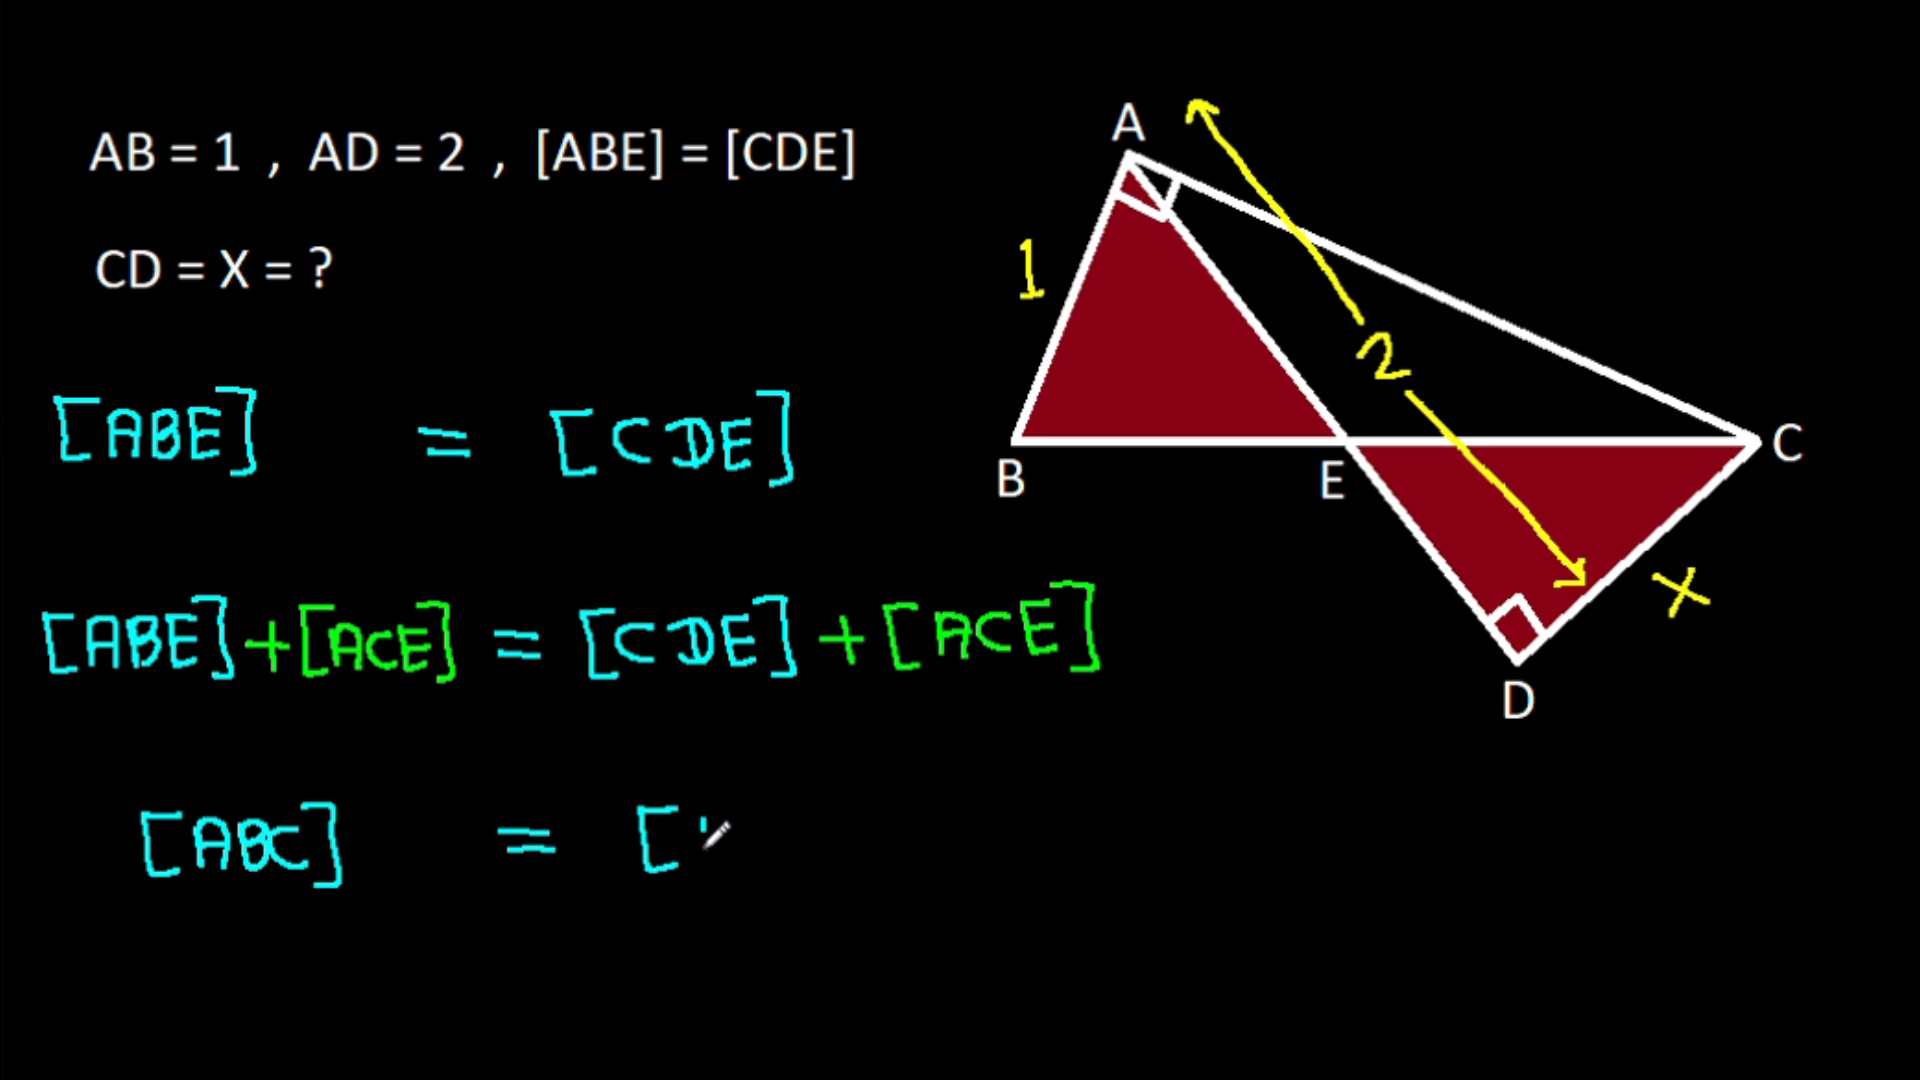 AB = 1 , AD = 2 , [ABE] = [CDE]
CD = X = ?
[ABE] = [CDE]
[ABE] + [ACE] = [CDE] + [ACE]
[ABC] = [
A
1
2
B
E
C
x
D